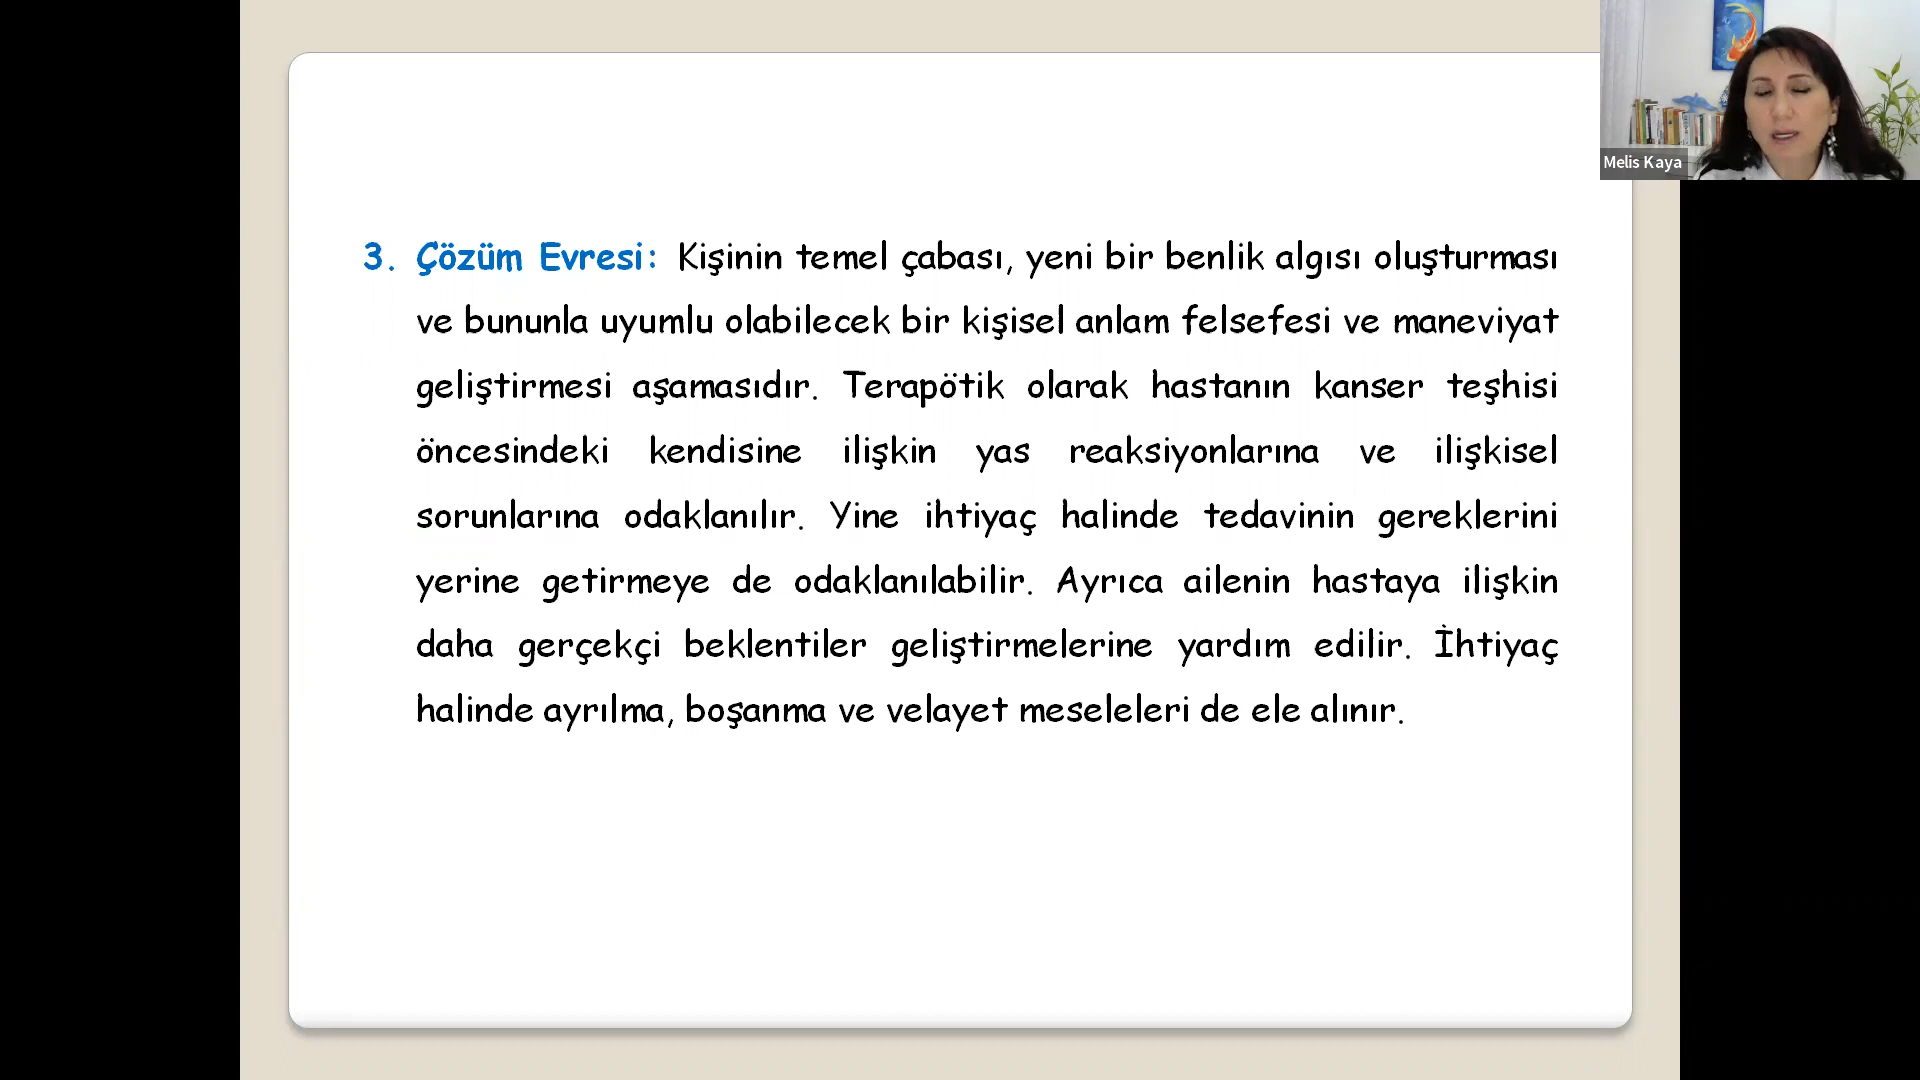 Melis Kaya
3. Çözüm Evresi: Kişinin temel çabası, yeni bir benlik algısı oluşturması
ve bununla uyumlu olabilecek bir kişisel anlam felsefesi ve maneviyat
geliştirmesi aşamasıdır. Terapötik olarak hastanın kanser teşhisi
öncesindeki kendisine ilişkin yas reaksiyonlarına ve ilişkisel
sorunlarına odaklanılır. Yine ihtiyaç halinde tedavinin gereklerini
yerine getirmeye de odaklanılabilir. Ayrıca ailenin hastaya ilişkin
daha gerçekçi beklentiler geliştirmelerine yardım edilir. İhtiyaç
halinde ayrılma, boşanma ve velayet meseleleri de ele alınır.